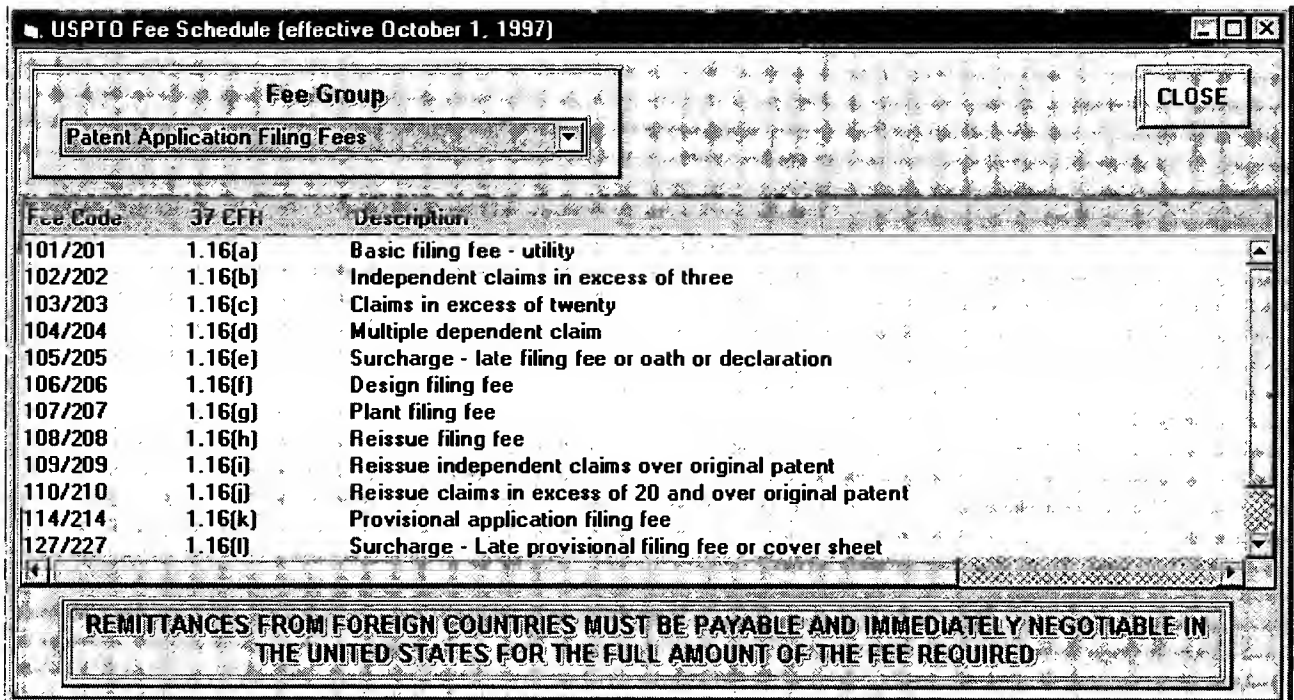 USPTO Fee Schedule (effective October 1, 1997)
Fee Group
CLOSE
Patent Application Filing Fees
Fee Code 37 CFR Description
101/201 1.16(a) Basic filing fee - utility
102/202 1.16(b) Independent claims in excess of three
103/203 1.16(c) Claims in excess of twenty
104/204 1.16(d) Multiple dependent claim
105/205 1.16(e) Surcharge - late filing fee or oath or declaration
106/206 1.16(f) Design filing fee
107/207 1.16(g) Plant filing fee
108/208 1.16(h) Reissue filing fee
109/209 1.16(i) Reissue independent claims over original patent
110/210 1.16(j) Reissue claims in excess of 20 and over original patent
114/214 1.16(k) Provisional application filing fee
127/227 1.16(l) Surcharge - Late provisional filing fee or cover sheet
REMITTANCES FROM FOREIGN COUNTRIES MUST BE PAYABLE AND IMMEDIATELY NEGOTIABLE IN
THE UNITED STATES FOR THE FULL AMOUNT OF THE FEE REQUIRED